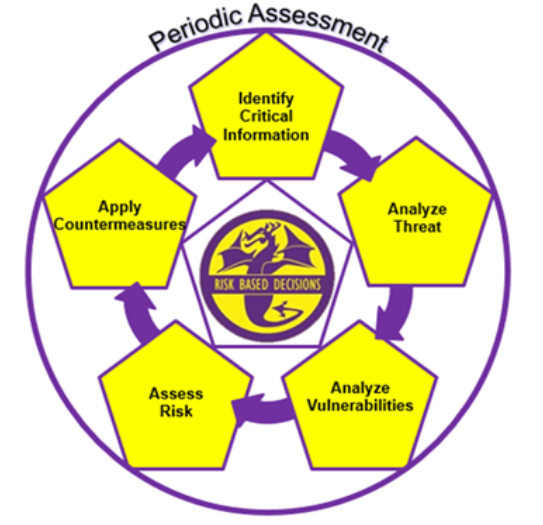 Periodic Assessment
Identify
Critical
Information
Analyze
Threat
Analyze
Vulnerabilities
Assess
Risk
Apply
Countermeasures
RISK BASED DECISIONS